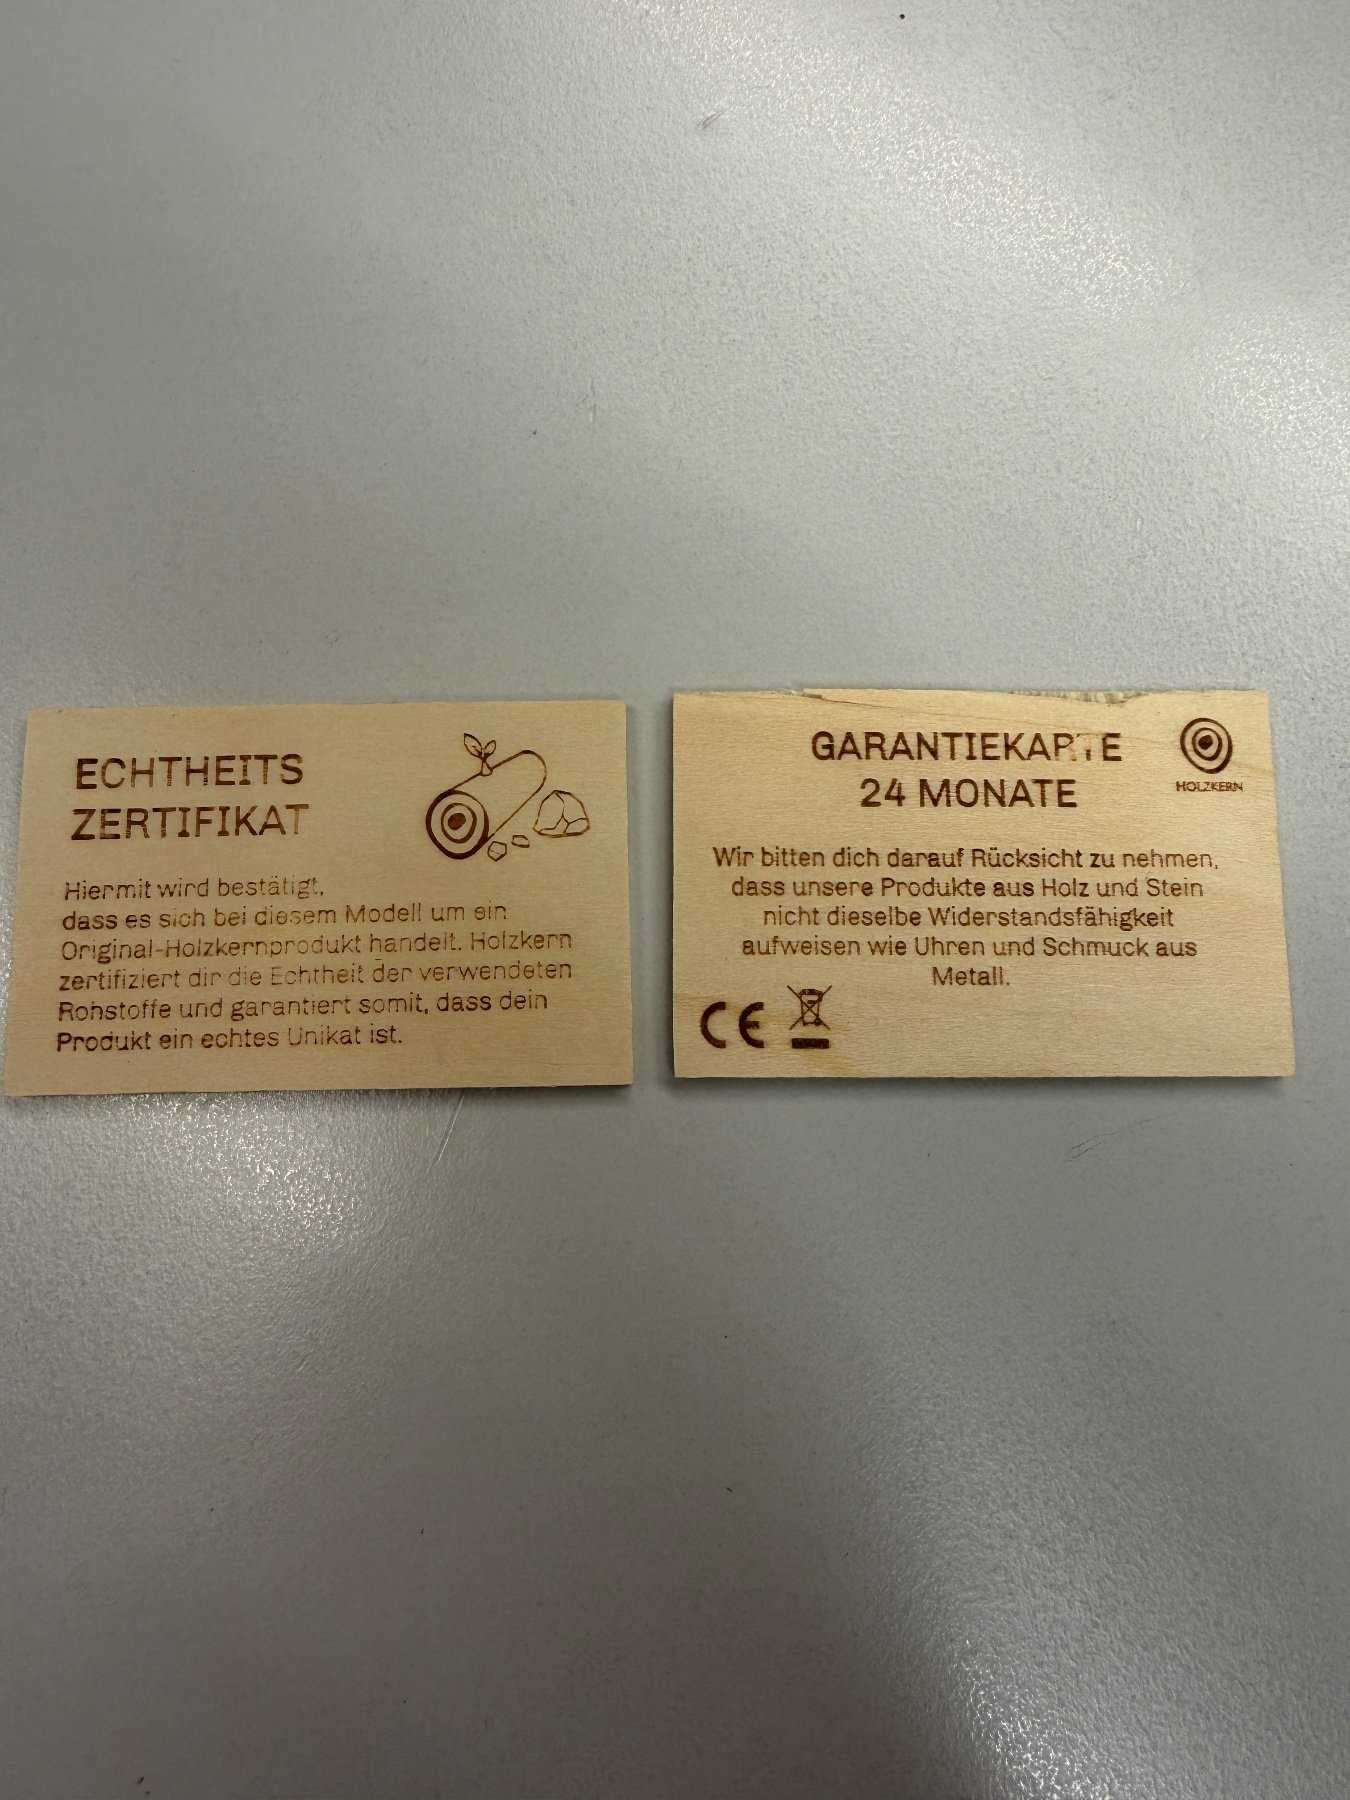 ECHTHEITS
ZERTIFIKAT
Hiermit wird bestätigt,
dass es sich bei diesem Modell um ein
Original-Holzkernprodukt handelt. Holzkern
zertifiziert dir die Echtheit der verwendeten
Rohstoffe und garantiert somit, dass dein
Produkt ein echtes Unikat ist.
GARANTIEKARTE
24 MONATE
HOLZKERN
Wir bitten dich darauf Rücksicht zu nehmen,
dass unsere Produkte aus Holz und Stein
nicht dieselbe Widerstandsfähigkeit
aufweisen wie Uhren und Schmuck aus
Metall.
CE